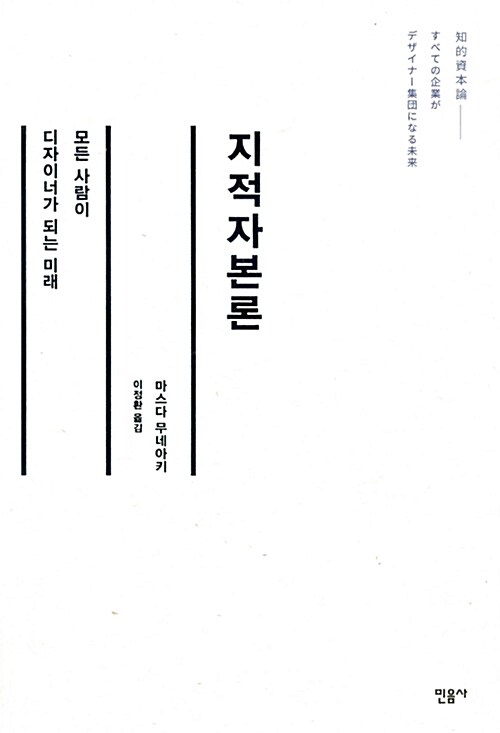 知的資本論
すべての企業が
デザイナー集団になる未来
지적자본론
마스다 무네아키
이정환 옮김
모든 사람이
디자이너가 되는 미래
민음사